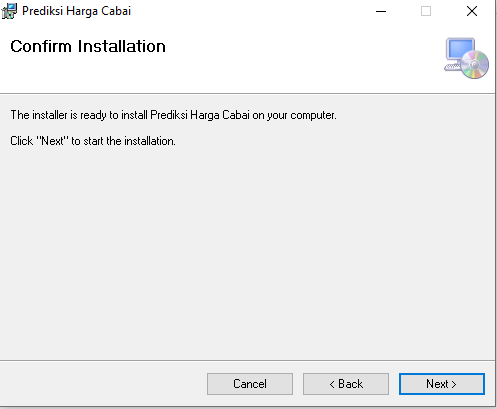 Prediksi Harga Cabai
Confirm Installation
The installer is ready to install Prediksi Harga Cabai on your computer.
Click "Next" to start the installation.
Cancel
< Back
Next >